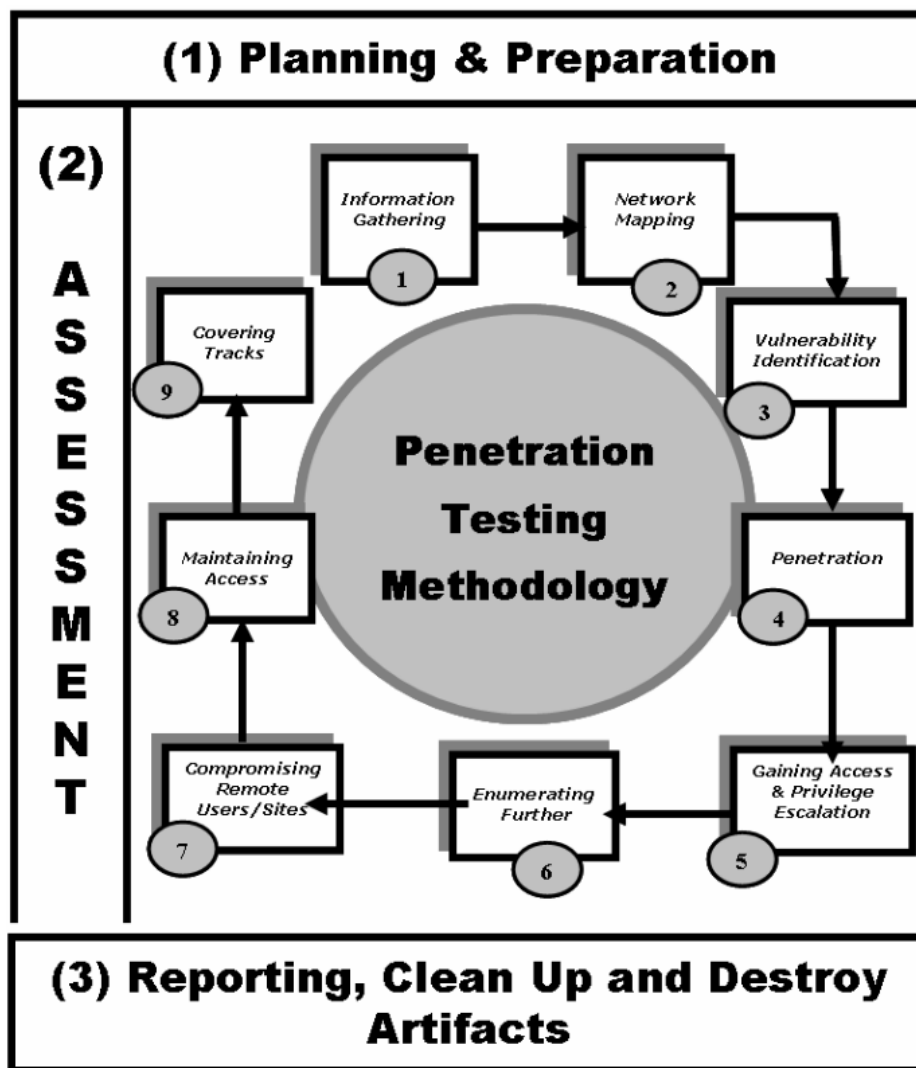 (1) Planning & Preparation
(2)
A
S
S
E
S
S
M
E
N
T
Information
Gathering
1
Network
Mapping
2
Vulnerability
Identification
3
Penetration
4
Gaining Access
& Privilege
Escalation
5
Enumerating
Further
6
Compromising
Remote
Users/Sites
7
Maintaining
Access
8
Covering
Tracks
9
Penetration
Testing
Methodology
(3) Reporting, Clean Up and Destroy
Artifacts